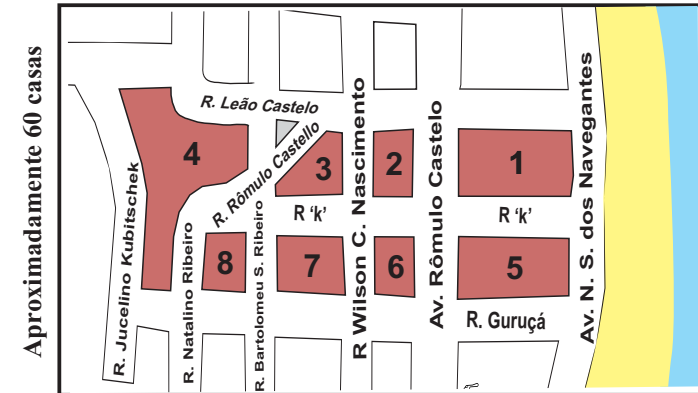 Aproximadamente 60 casas
R. Leão Castelo
R. Rômulo Castello
4
3
2
1
R 'k'
R 'k'
8
7
6
5
R. Guruçá
R. Jucelino Kubitschek
R. Natalino Ribeiro
R. Bartolomeu S. Ribeiro
R Wilson C. Nascimento
Av. Rômulo Castelo
Av. N. S. dos Navegantes